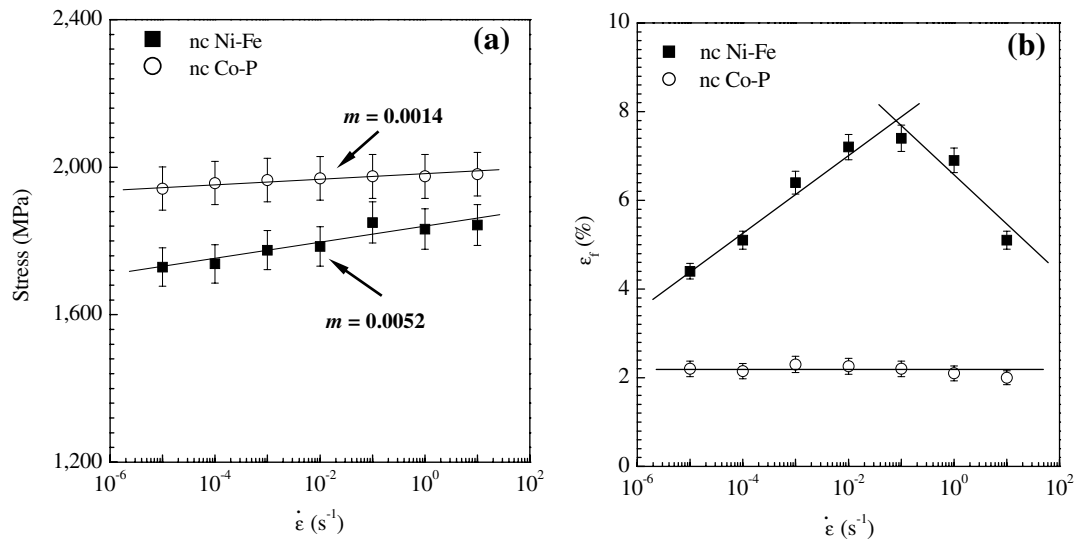 (a)
nc Ni-Fe
nc Co-P
m = 0.0014
m = 0.0052
2,400
2,000
1,600
1,200
Stress (MPa)
10⁻⁶ 10⁻⁴ 10⁻² 10⁰ 10²
ε̇ (s⁻¹)
(b)
nc Ni-Fe
nc Co-P
10
8
6
4
2
0
ε_f (%)
10⁻⁶ 10⁻⁴ 10⁻² 10⁰ 10²
ε̇ (s⁻¹)